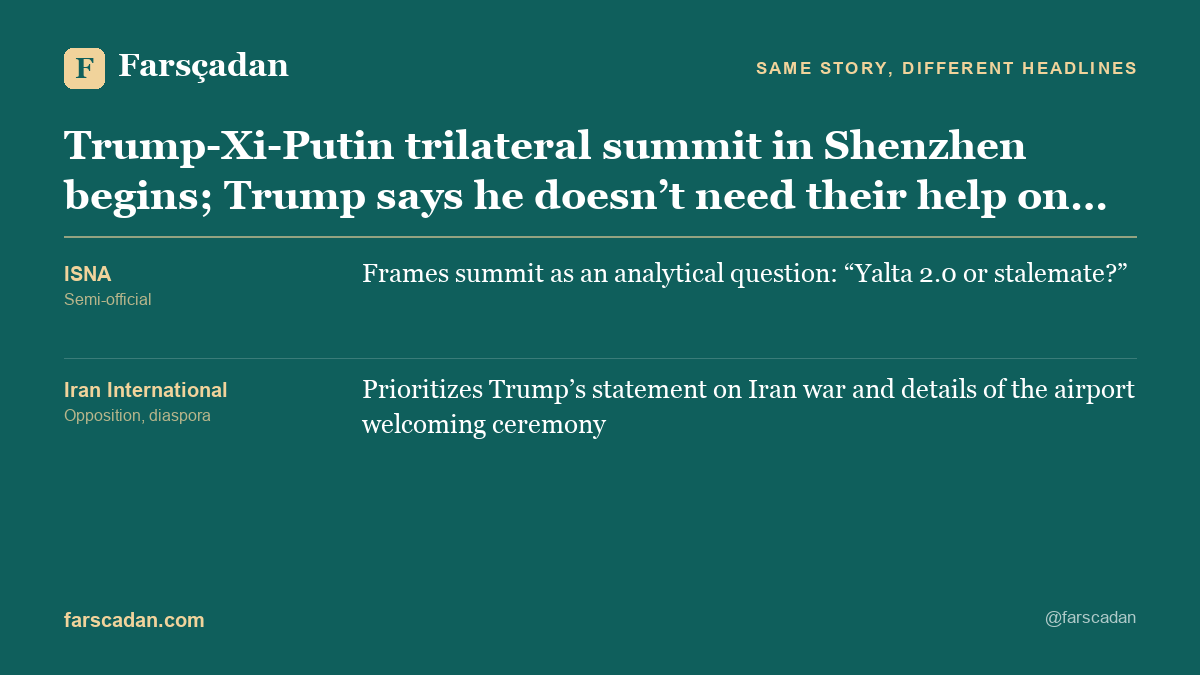 F Farsçadan
SAME STORY, DIFFERENT HEADLINES
Trump-Xi-Putin trilateral summit in Shenzhen
begins; Trump says he doesn’t need their help on…
ISNA
Semi-official
Frames summit as an analytical question: “Yalta 2.0 or stalemate?”
Iran International
Opposition, diaspora
Prioritizes Trump’s statement on Iran war and details of the airport
welcoming ceremony
farscadan.com
@farscadan